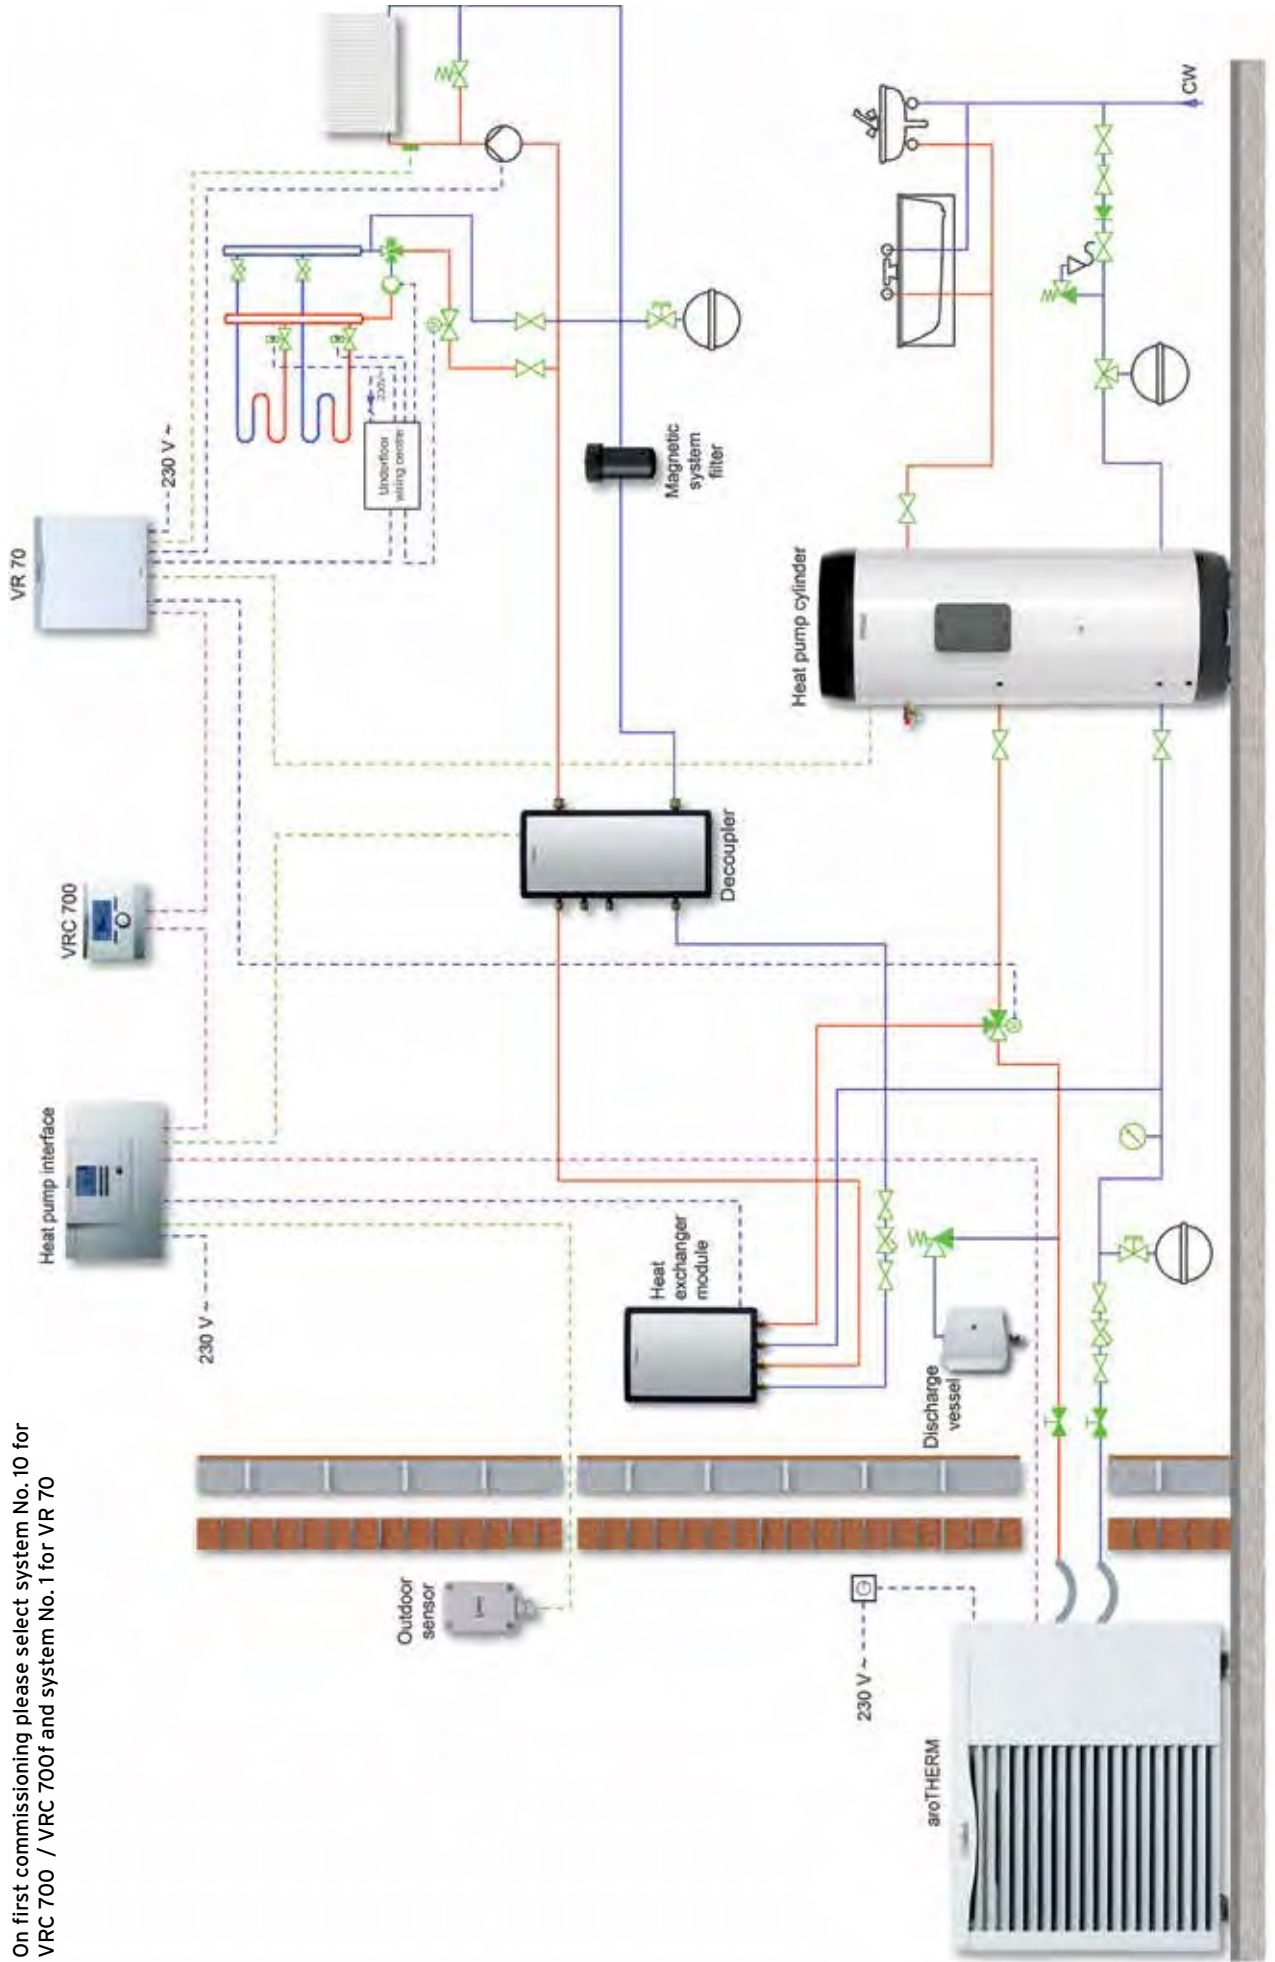 On first commissioning please select system No. 10 for
VRC 700 / VRC 700f and system No. 1 for VR 70
Heat pump interface
VRC 700
VR 70
230 V ~
230 V ~
230V~
Underfloor
wiring centre
Outdoor
sensor
Heat
exchanger
module
Decoupler
Magnetic
system
filter
Heat pump cylinder
Discharge
vessel
230 V ~
aroTHERM
CW